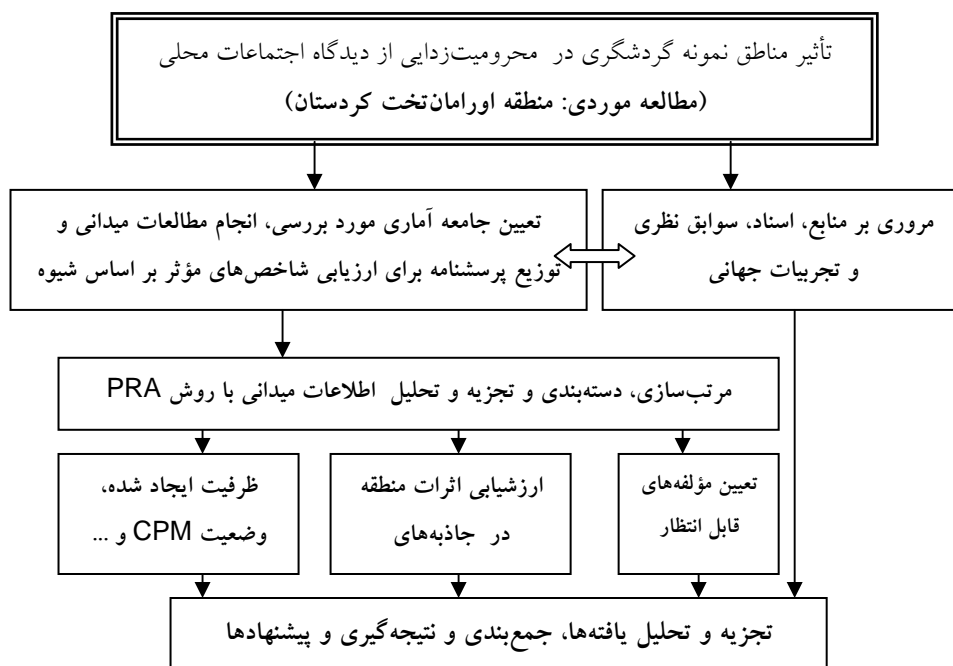 تأثیر مناطق نمونه گردشگری در محرومیت‌زدایی از دیدگاه اجتماعات محلی
(مطالعه موردی: منطقه اورامان‌تخت کردستان)
مروری بر منابع، اسناد، سوابق نظری
و تجربیات جهانی
تعیین جامعه آماری مورد بررسی، انجام مطالعات میدانی و
توزیع پرسشنامه برای ارزیابی شاخص‌های مؤثر بر اساس شیوه
مرتب‌سازی، دسته‌بندی و تجزیه و تحلیل اطلاعات میدانی با روش PRA
تعیین مؤلفه‌های
قابل انتظار
ارزشیابی اثرات منطقه
در جاذبه‌های
ظرفیت ایجاد شده،
وضعیت CPM و ...
تجزیه و تحلیل یافته‌ها، جمع‌بندی و نتیجه‌گیری و پیشنهادها